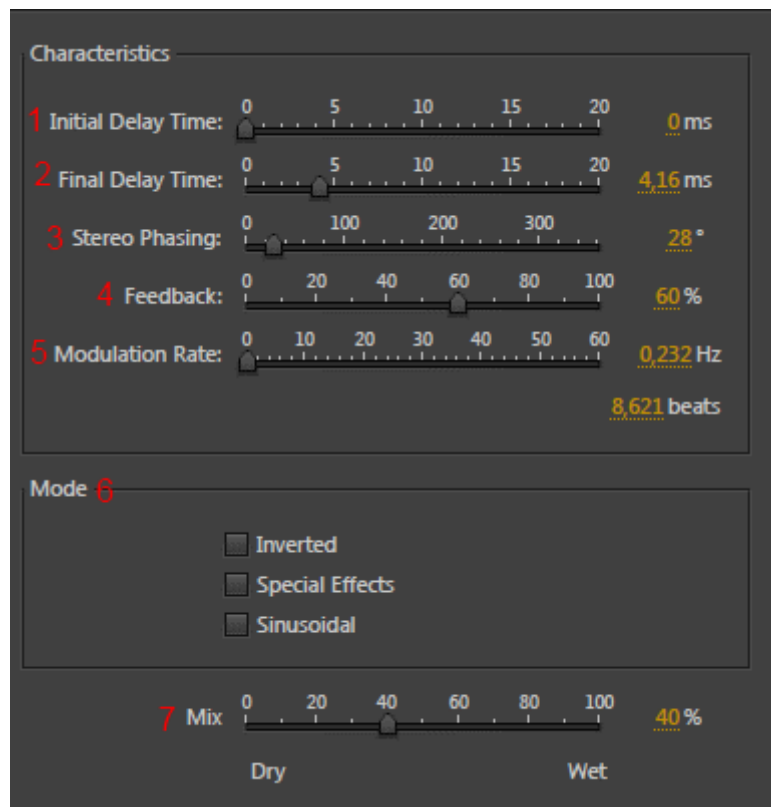 Characteristics
0 5 10 15 20
1 Initial Delay Time: 0 ms
0 5 10 15 20
2 Final Delay Time: 4,16 ms
0 100 200 300
3 Stereo Phasing: 28 °
0 20 40 60 80 100
4 Feedback: 60 %
0 10 20 30 40 50 60
5 Modulation Rate: 0,232 Hz
8,621 beats
Mode 6
Inverted
Special Effects
Sinusoidal
0 20 40 60 80 100
7 Mix 40 %
Dry Wet